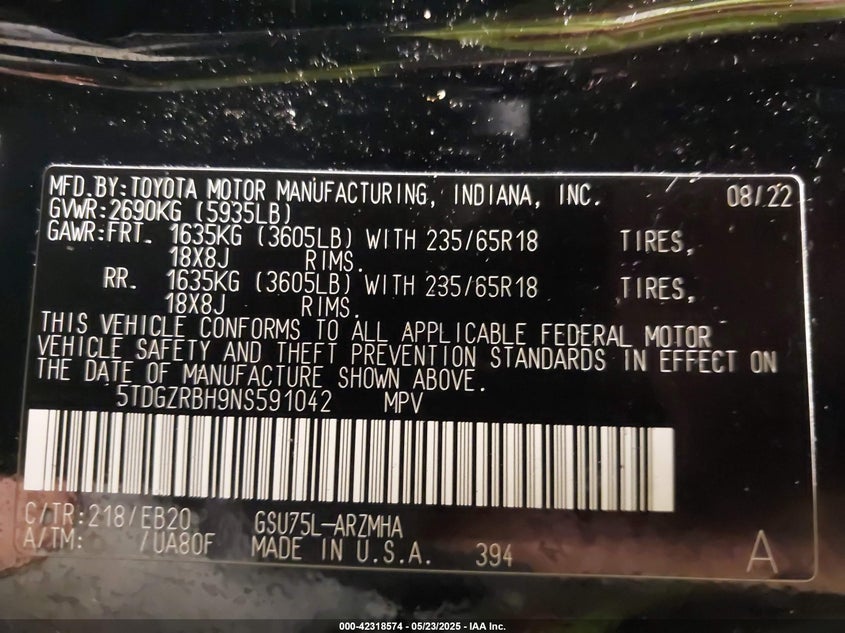 MFD.BY:TOYOTA MOTOR MANUFACTURING, INDIANA, INC. 08/22
GVWR:2690KG (5935LB)
GAWR:FRT. 1635KG (3605LB) WITH 235/65R18 TIRES,
18X8J RIMS.
RR. 1635KG (3605LB) WITH 235/65R18 TIRES,
18X8J RIMS.
THIS VEHICLE CONFORMS TO ALL APPLICABLE FEDERAL MOTOR
VEHICLE SAFETY AND THEFT PREVENTION STANDARDS IN EFFECT ON
THE DATE OF MANUFACTURE SHOWN ABOVE.
5TDGZRBH9NS591042 MPV
C/TR:218/EB20 GSU75L-ARZMHA
A/TM: /UA80F MADE IN U.S.A. 394 A
000-42318574 - 05/23/2025 - IAA Inc.